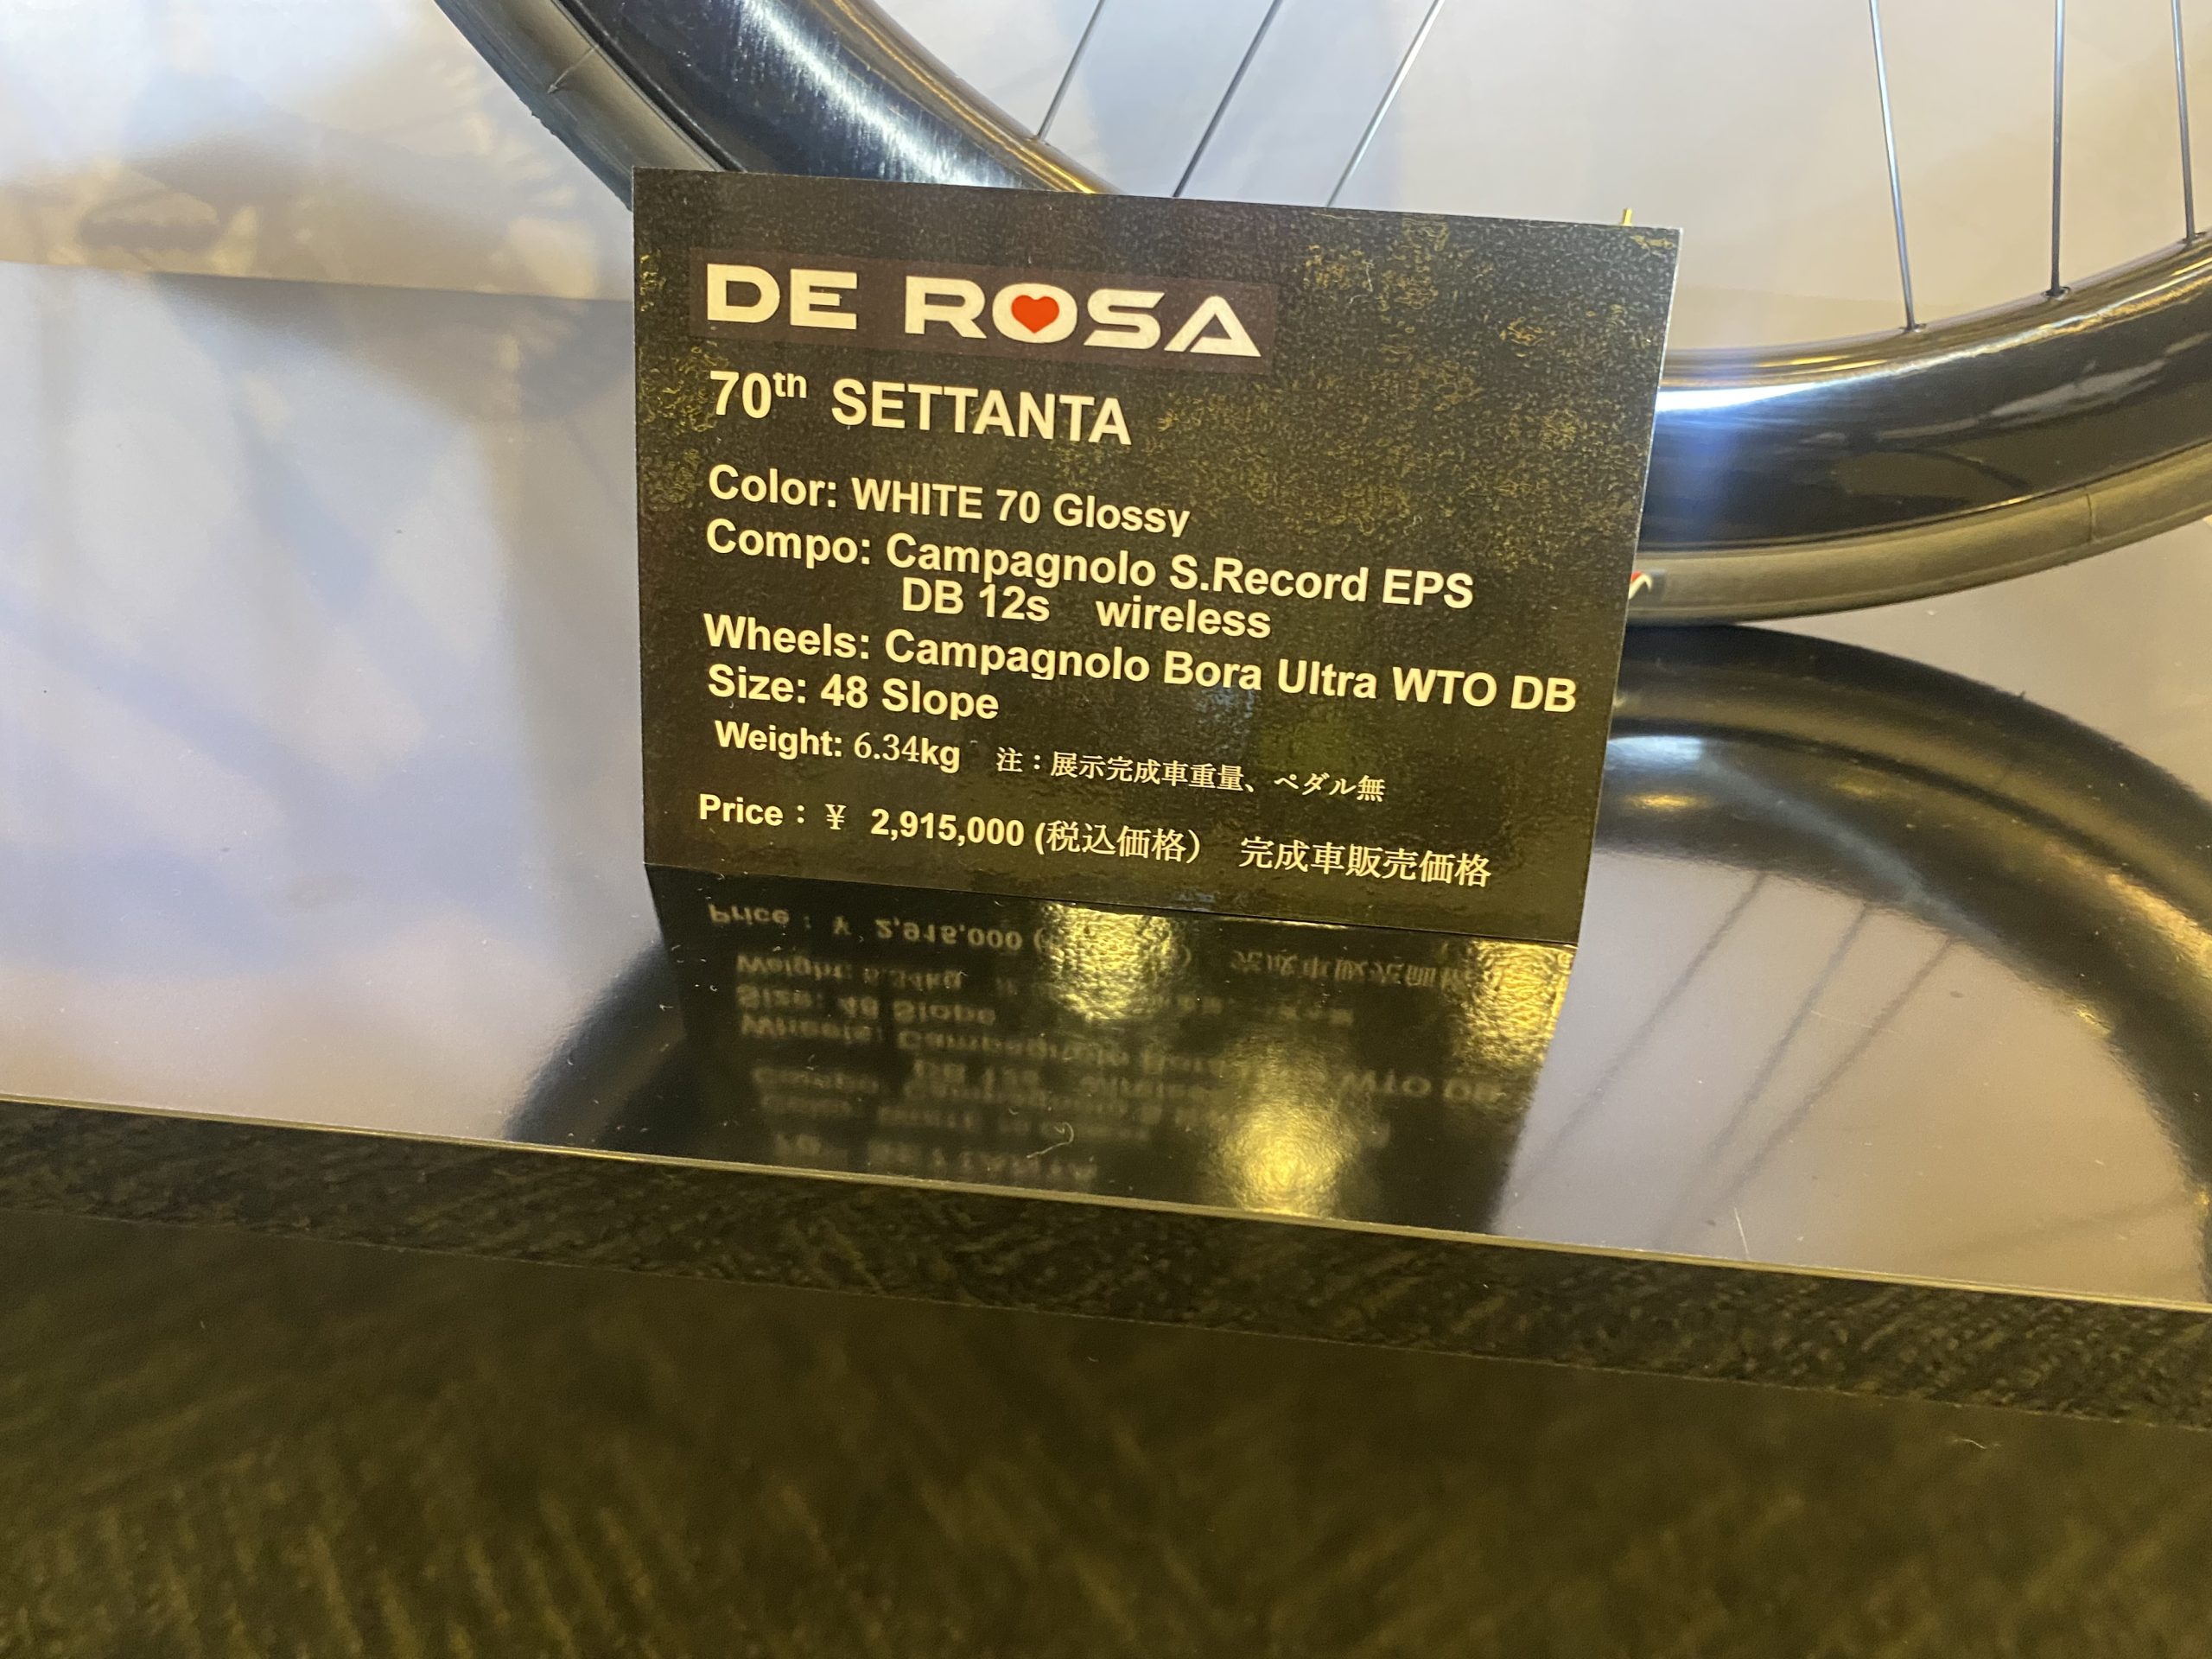 DE ROSA
70th SETTANTA
Color: WHITE 70 Glossy
Compo: Campagnolo S.Record EPS
DB 12s wireless
Wheels: Campagnolo Bora Ultra WTO DB
Size: 48 Slope
Weight: 6.34kg 注：展示完成車重量、ペダル無
Price：￥ 2,915,000 (税込価格） 完成車販売価格